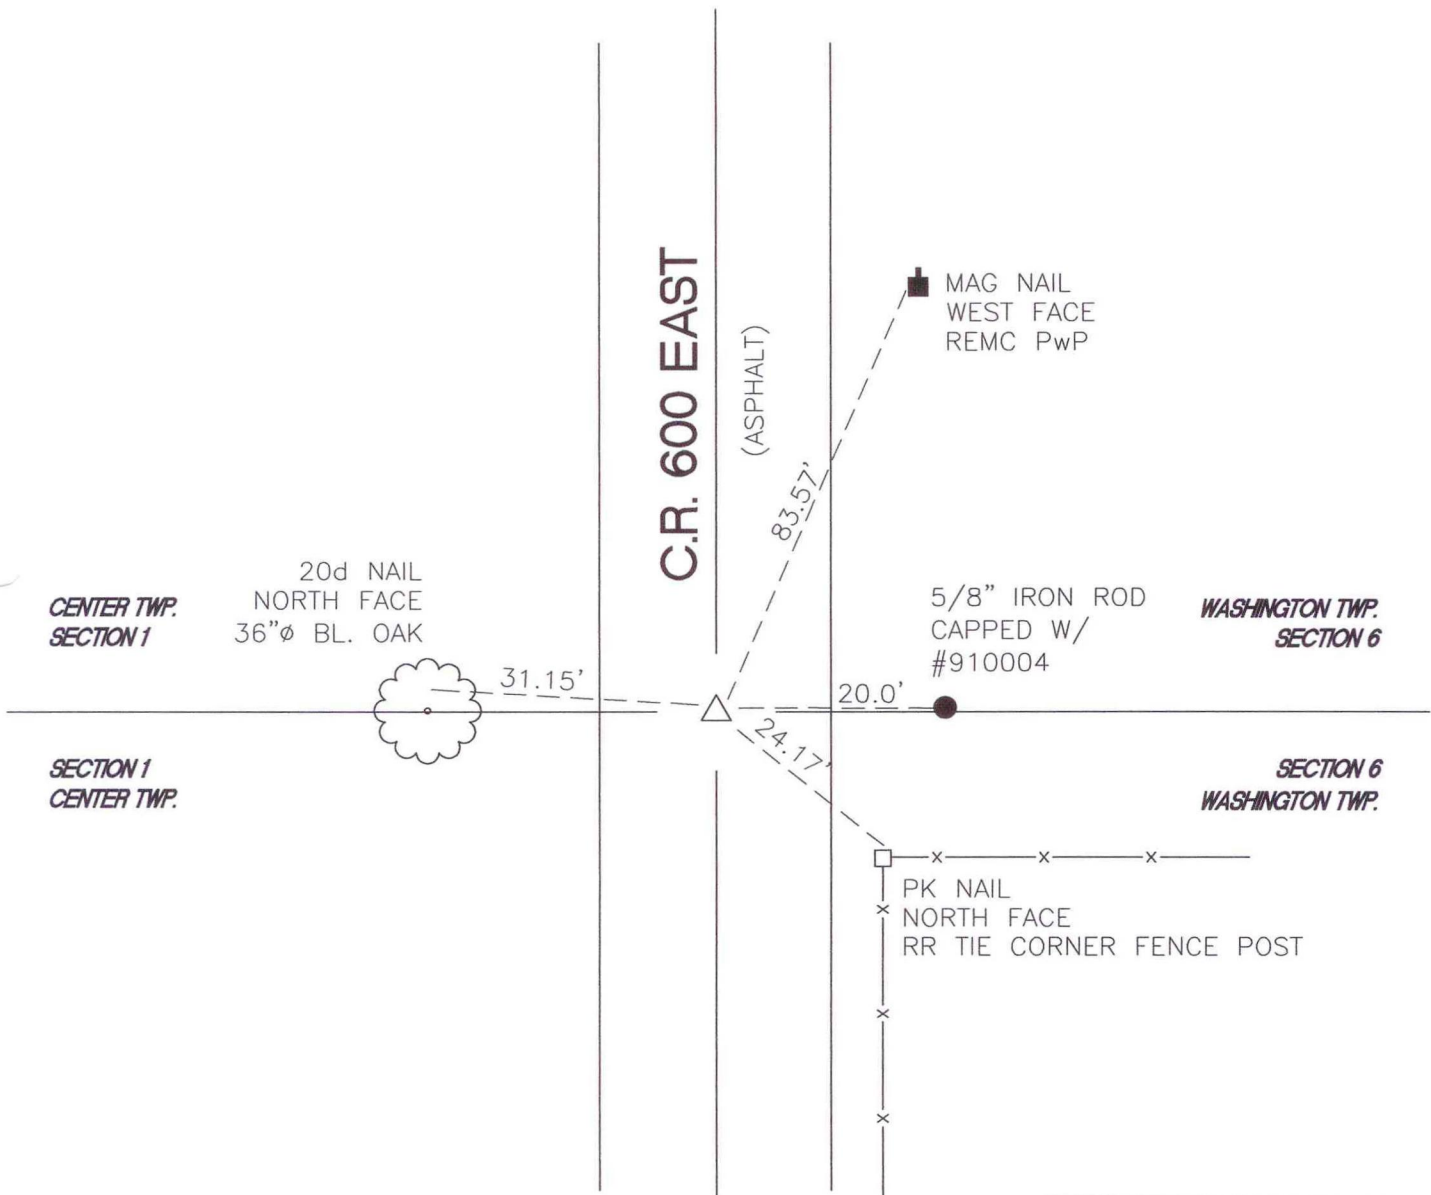 C.R. 600 EAST
(ASPHALT)
MAG NAIL
WEST FACE
REMC PwP
83.57'
20d NAIL
NORTH FACE
36"ø BL. OAK
CENTER TWP.
SECTION 1
31.15'
5/8" IRON ROD
CAPPED W/
#910004
WASHINGTON TWP.
SECTION 6
20.0'
24.17'
SECTION 1
CENTER TWP.
SECTION 6
WASHINGTON TWP.
PK NAIL
NORTH FACE
RR TIE CORNER FENCE POST